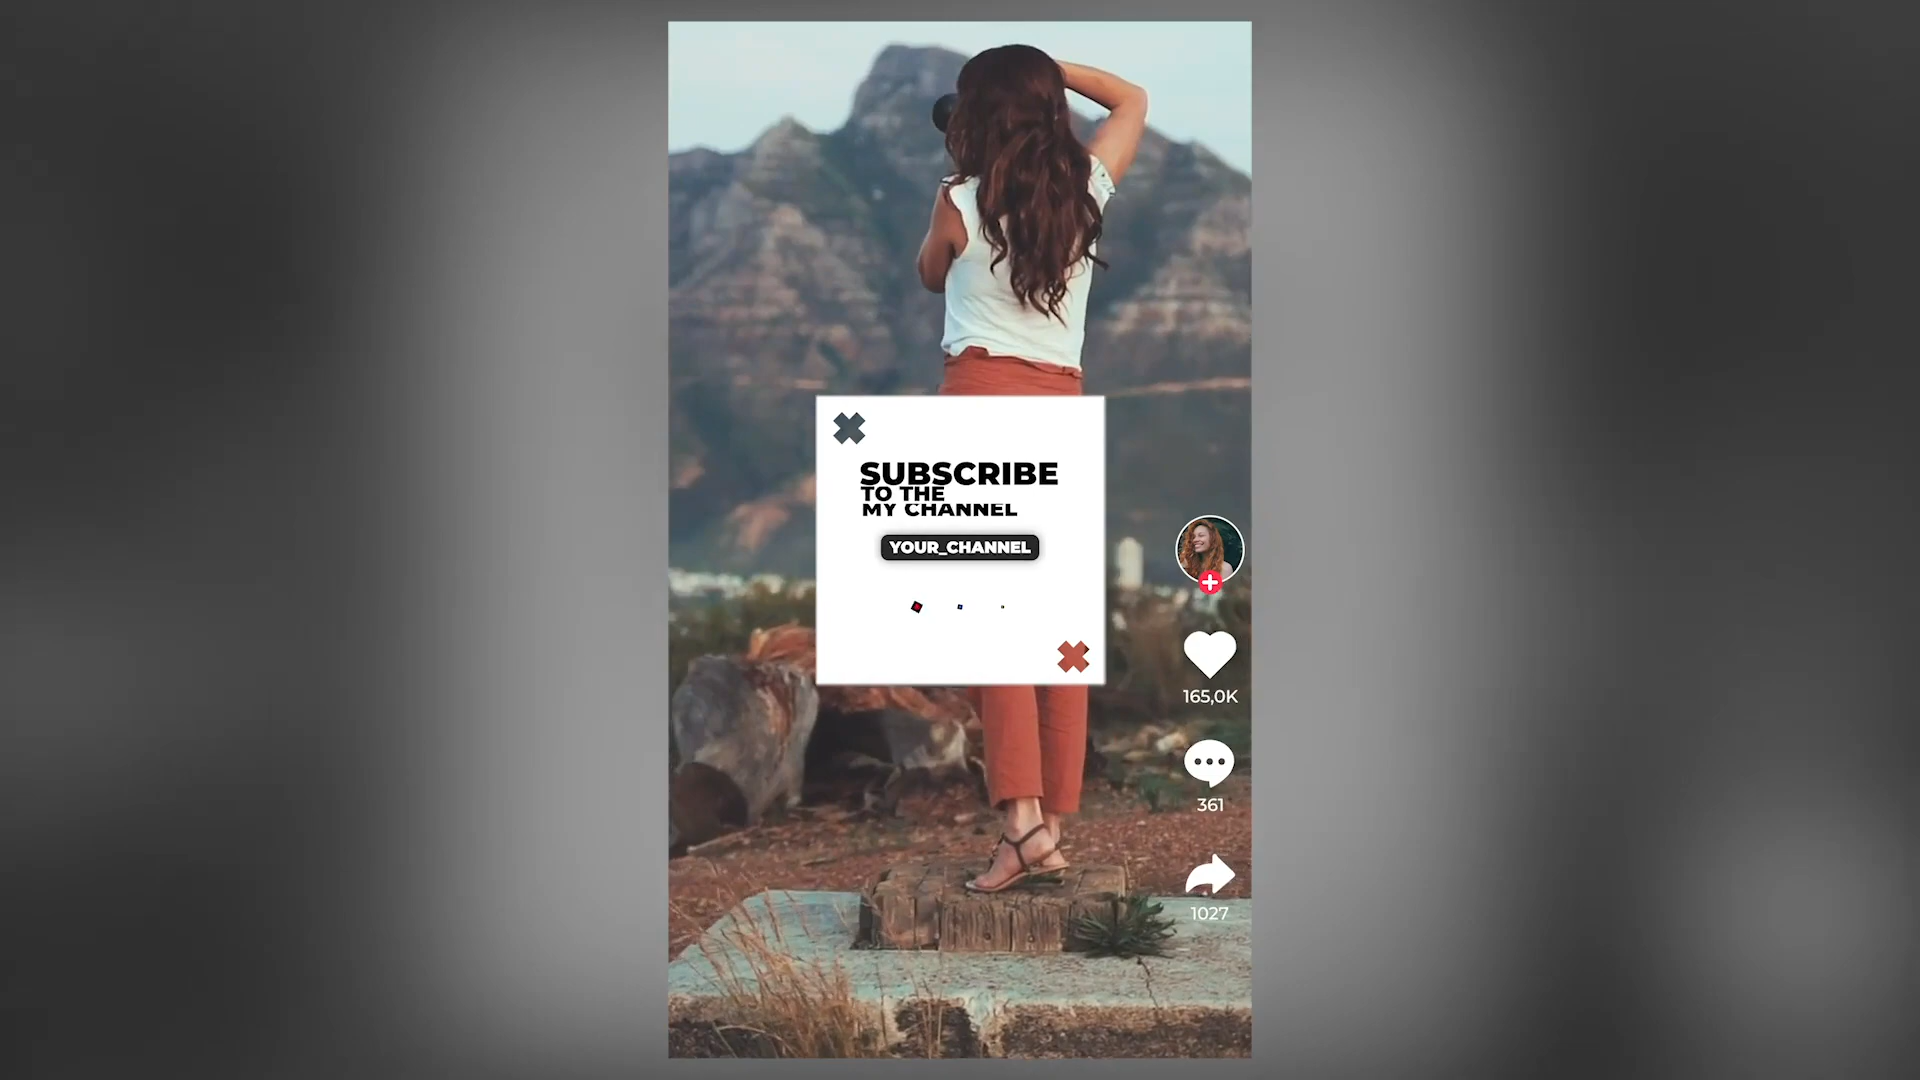 SUBSCRIBE
TO THE
MY CHANNEL
YOUR_CHANNEL
165,0K
361
1027